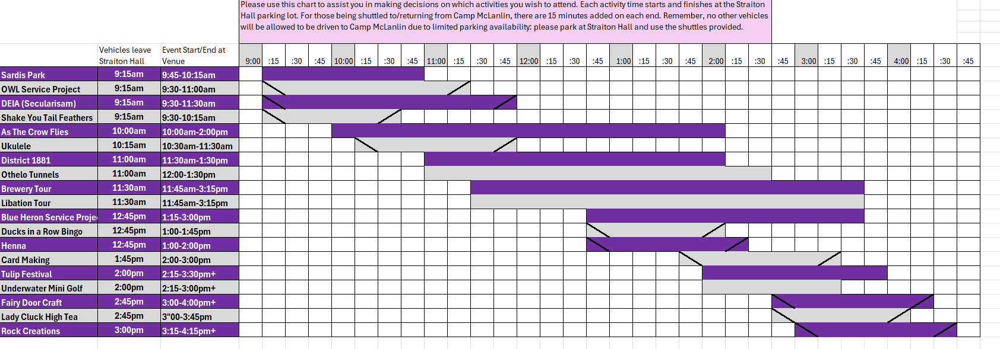 Please use this chart to assist you in making decisions on which activities you wish to attend. Each activity time starts and finishes at the Straiton
Hall parking lot. For those being shuttled to/returning from Camp McLanlin, there are 15 minutes added on each end. Remember, no other vehicles
will be allowed to be driven to Camp McLanlin due to limited parking availability: please park at Straiton Hall and use the shuttles provided.
Vehicles leave Event Start/End at
Straiton Hall Venue 9:00 :15 :30 :45 10:00 :15 :30 :45 11:00 :15 :30 :45 12:00 :15 :30 :45 1:00 :15 :30 :45 2:00 :15 :30 :45 3:00 :15 :30 :45 4:00 :15 :30 :45
Sardis Park 9:15am 9:45-10:15am
OWL Service Project 9:15am 9:30-11:00am
DEIA (Secularisam) 9:15am 9:30-11:30am
Shake You Tail Feathers 9:15am 9:30-10:15am
As The Crow Flies 10:00am 10:00am-2:00pm
Ukulele 10:15am 10:30am-11:30am
District 1881 11:00am 11:30am-1:30pm
Othelo Tunnels 11:00am 12:00-1:30pm
Brewery Tour 11:30am 11:45am-3:15pm
Libation Tour 11:30am 11:45am-3:15pm
Blue Heron Service Proje 12:45pm 1:15-3:00pm
Ducks in a Row Bingo 12:45pm 1:00-1:45pm
Henna 12:45pm 1:00-2:00pm
Card Making 1:45pm 2:00-3:00pm
Tulip Festival 2:00pm 2:15-3:30pm+
Underwater Mini Golf 2:00pm 2:15-3:00pm+
Fairy Door Craft 2:45pm 3:00-4:00pm+
Lady Cluck High Tea 2:45pm 3"00-3:45pm
Rock Creations 3:00pm 3:15-4:15pm+